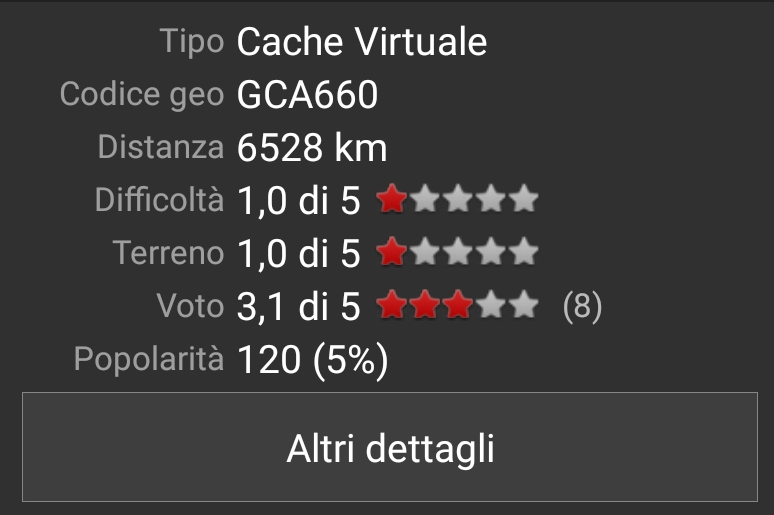 Tipo Cache Virtuale
Codice geo GCA660
Distanza 6528 km
Difficoltà 1,0 di 5
Terreno 1,0 di 5
Voto 3,1 di 5 (8)
Popolarità 120 (5%)
Altri dettagli